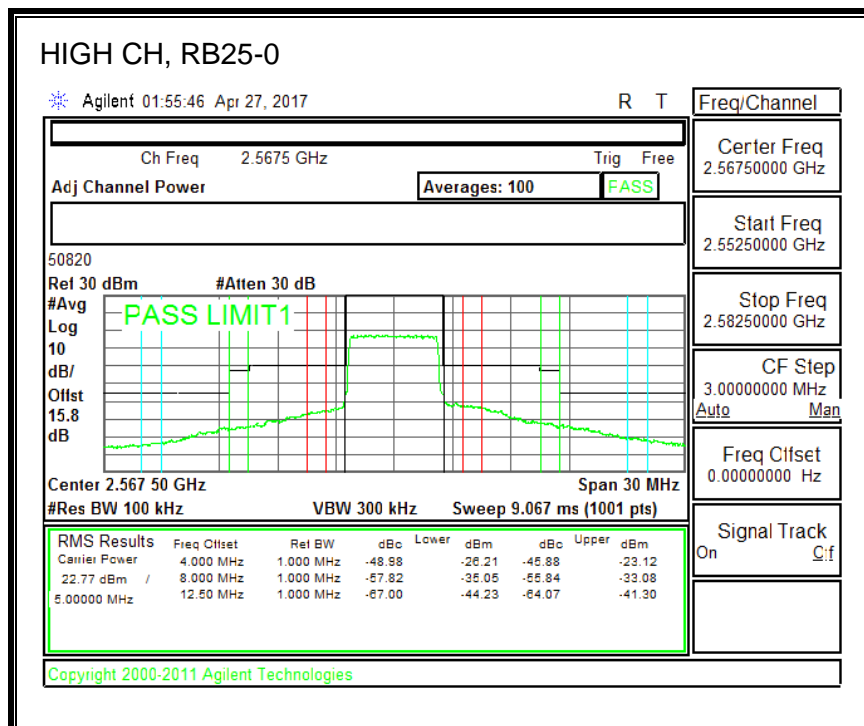 HIGH CH, RB25-0
Agilent 01:55:46 Apr 27, 2017 R T
Ch Freq 2.5675 GHz Trig Free
Adj Channel Power Averages: 100 PASS
50820
Ref 30 dBm #Atten 30 dB
#Avg
Log
10
dB/
Offst
15.8
dB
PASS LIMIT1
Center 2.567 50 GHz Span 30 MHz
#Res BW 100 kHz VBW 300 kHz Sweep 9.067 ms (1001 pts)
RMS Results Freq Offset Ref BW dBc Lower dBm dBc Upper dBm
Carrier Power 4.000 MHz 1.000 MHz -48.98 -26.21 -45.88 -23.12
22.77 dBm / 8.000 MHz 1.000 MHz -57.82 -35.05 -55.84 -33.08
5.00000 MHz 12.50 MHz 1.000 MHz -67.00 -44.23 -64.07 -41.30
Copyright 2000-2011 Agilent Technologies
Freq/Channel
Center Freq
2.56750000 GHz
Start Freq
2.55250000 GHz
Stop Freq
2.58250000 GHz
CF Step
3.00000000 MHz
Auto Man
Freq Offset
0.00000000 Hz
Signal Track
On Off